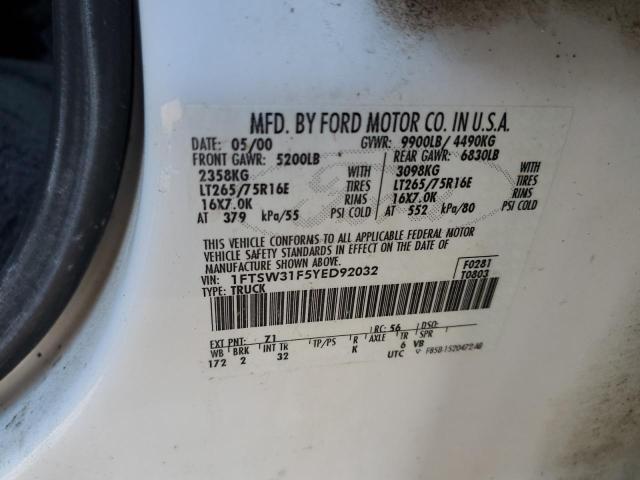 MFD. BY FORD MOTOR CO. IN U.S.A.
DATE: 05/00 GVWR: 9900LB/ 4490KG
FRONT GAWR: 5200LB REAR GAWR: 6830LB
2358KG WITH 3098KG WITH
LT265/75R16E TIRES LT265/75R16E TIRES
16X7.0K RIMS 16X7.0K RIMS
AT 379 kPa/55 PSI COLD AT 552 kPa/80 PSI COLD
THIS VEHICLE CONFORMS TO ALL APPLICABLE FEDERAL MOTOR
VEHICLE SAFETY STANDARDS IN EFFECT ON THE DATE OF
MANUFACTURE SHOWN ABOVE.
VIN: 1FTSW31F5YED92032 F0281
TYPE: TRUCK T0803
EXT PNT: Z1 RC: 56 DSO:
WB BRK INT TR TP/PS R AXLE TR SPR
172 2 32 K 6 VB
UTC F85B-1520472-AB